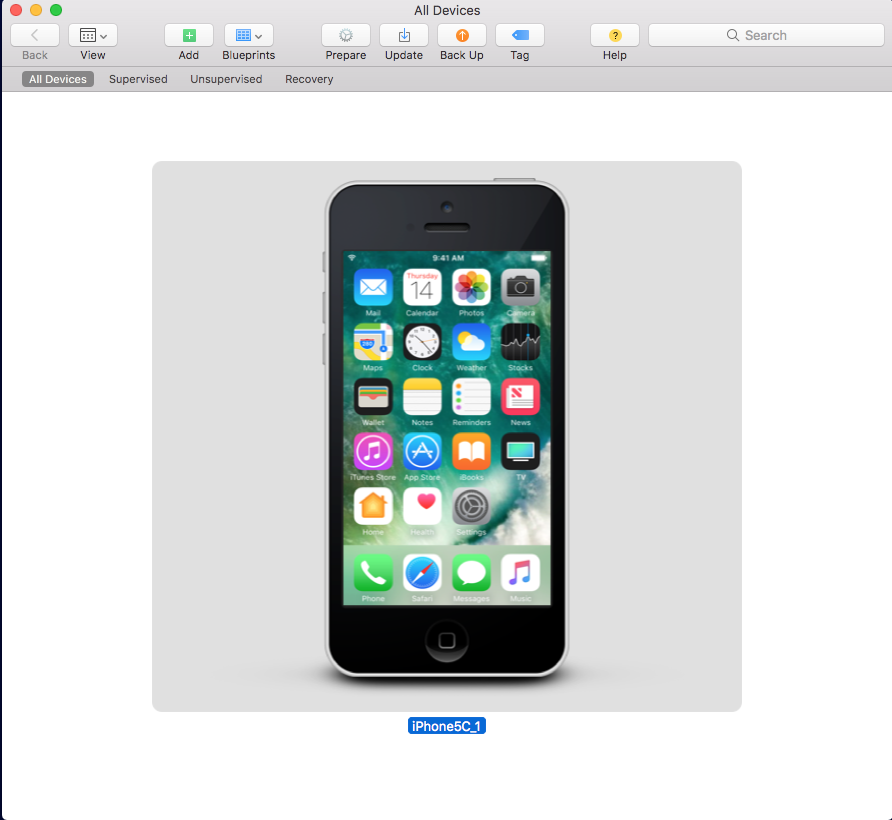 All Devices
Back
View
Add
Blueprints
Prepare
Update
Back Up
Tag
?
Help
Search
All Devices
Supervised
Unsupervised
Recovery
9:41 AM
Thursday
14
Mail
Calendar
Photos
Camera
280
Maps
Clock
Weather
Stocks
Wallet
Notes
Reminders
News
iTunes Store
App Store
iBooks
TV
Home
Health
Settings
Phone
Safari
Messages
Music
iPhone5C_1